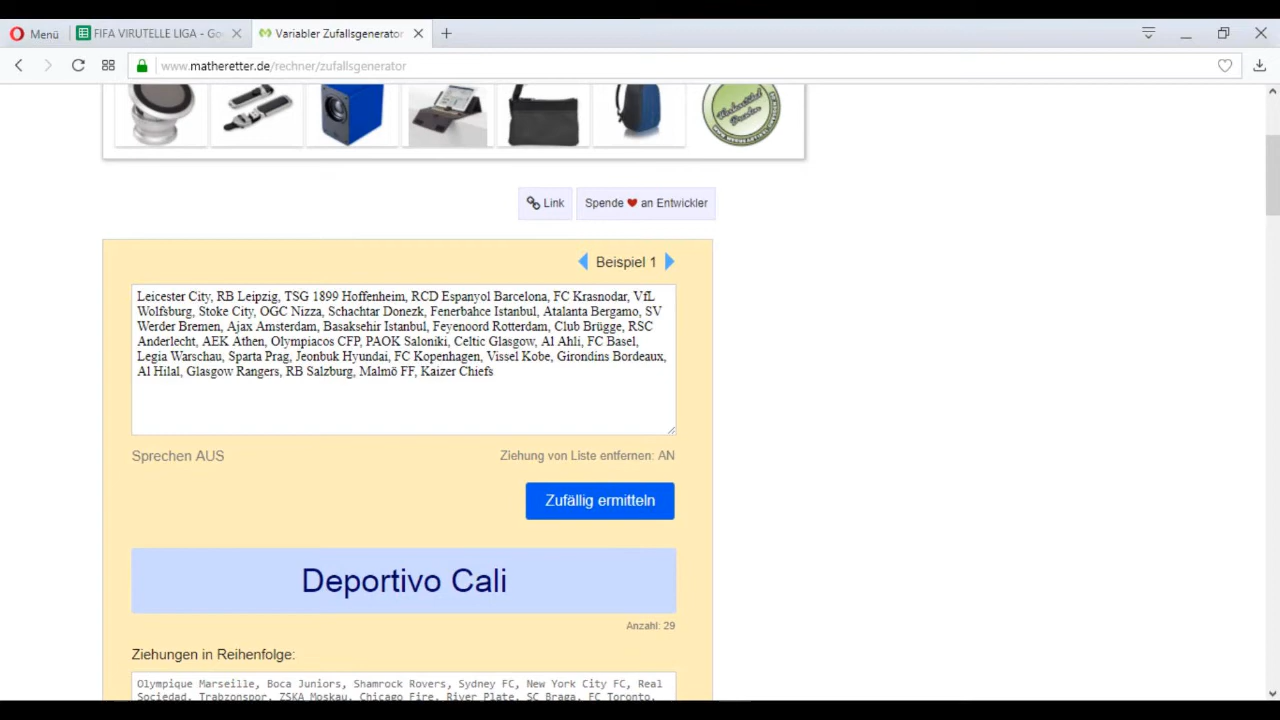 Menü
FIFA VIRUTELLE LIGA - Go
Variabler Zufallsgenerator
www.matheretter.de/rechner/zufallsgenerator
Link
Spende an Entwickler
Beispiel 1
Leicester City, RB Leipzig, TSG 1899 Hoffenheim, RCD Espanyol Barcelona, FC Krasnodar, VfL
Wolfsburg, Stoke City, OGC Nizza, Schachtar Donezk, Fenerbahce Istanbul, Atalanta Bergamo, SV
Werder Bremen, Ajax Amsterdam, Basaksehir Istanbul, Feyenoord Rotterdam, Club Brügge, RSC
Anderlecht, AEK Athen, Olympiacos CFP, PAOK Saloniki, Celtic Glasgow, Al Ahli, FC Basel,
Legia Warschau, Sparta Prag, Jeonbuk Hyundai, FC Kopenhagen, Vissel Kobe, Girondins Bordeaux,
Al Hilal, Glasgow Rangers, RB Salzburg, Malmö FF, Kaizer Chiefs
Sprechen AUS
Ziehung von Liste entfernen: AN
Zufällig ermitteln
Deportivo Cali
Anzahl: 29
Ziehungen in Reihenfolge:
Olympique Marseille, Boca Juniors, Shamrock Rovers, Sydney FC, New York City FC, Real
Sociedad, Trabzonspor, ZSKA Moskau, Chicago Fire, River Plate, SC Braga, FC Toronto,